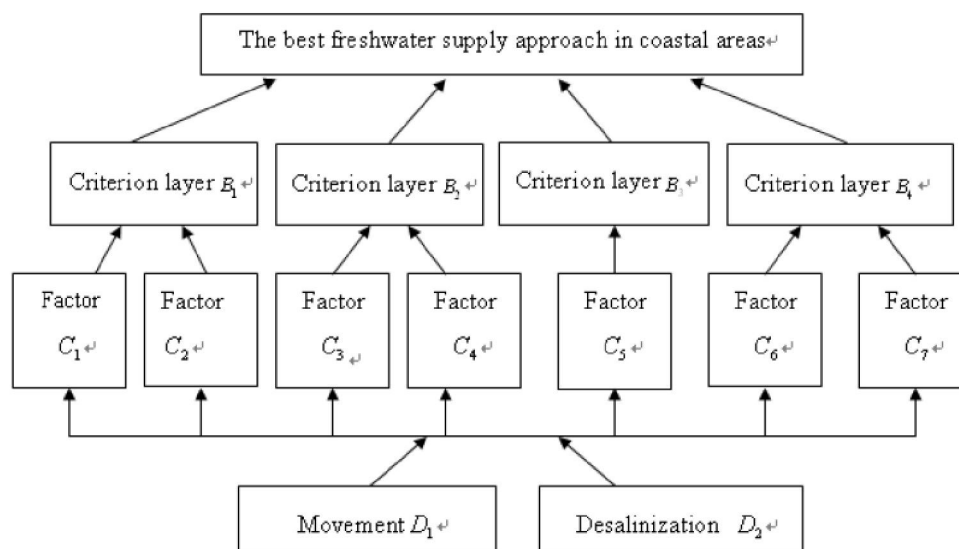 The best freshwater supply approach in coastal areas↵
Criterion layer B₁↵
Criterion layer B₂↵
Criterion layer B₃↵
Criterion layer B₄↵
Factor
C₁↵
Factor
C₂↵
Factor
C₃↵
Factor
C₄↵
Factor
C₅↵
Factor
C₆↵
Factor
C₇↵
Movement D₁↵
Desalinization D₂↵